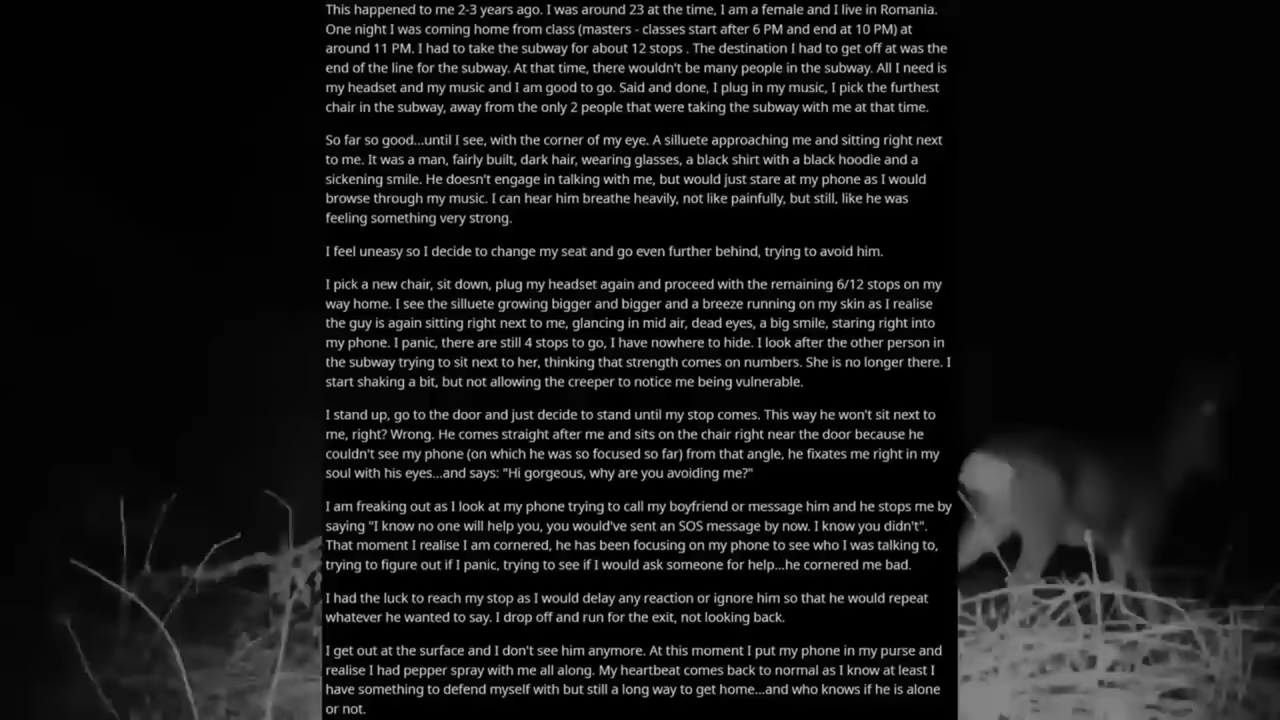 This happened to me 2-3 years ago. I was around 23 at the time, I am a female and I live in Romania.
One night I was coming home from class (masters - classes start after 6 PM and end at 10 PM) at
around 11 PM. I had to take the subway for about 12 stops . The destination I had to get off at was the
end of the line for the subway. At that time, there wouldn't be many people in the subway. All I need is
my headset and my music and I am good to go. Said and done, I plug in my music, I pick the furthest
chair in the subway, away from the only 2 people that were taking the subway with me at that time.
So far so good...until I see, with the corner of my eye. A silluete approaching me and sitting right next
to me. It was a man, fairly built, dark hair, wearing glasses, a black shirt with a black hoodie and a
sickening smile. He doesn't engage in talking with me, but would just stare at my phone as I would
browse through my music. I can hear him breathe heavily, not like painfully, but still, like he was
feeling something very strong.
I feel uneasy so I decide to change my seat and go even further behind, trying to avoid him.
I pick a new chair, sit down, plug my headset again and proceed with the remaining 6/12 stops on my
way home. I see the silluete growing bigger and bigger and a breeze running on my skin as I realise
the guy is again sitting right next to me, glancing in mid air, dead eyes, a big smile, staring right into
my phone. I panic, there are still 4 stops to go, I have nowhere to hide. I look after the other person in
the subway trying to sit next to her, thinking that strength comes on numbers. She is no longer there. I
start shaking a bit, but not allowing the creeper to notice me being vulnerable.
I stand up, go to the door and just decide to stand until my stop comes. This way he won't sit next to
me, right? Wrong. He comes straight after me and sits on the chair right near the door because he
couldn't see my phone (on which he was so focused so far) from that angle, he fixates me right in my
soul with his eyes...and says: "Hi gorgeous, why are you avoiding me?"
I am freaking out as I look at my phone trying to call my boyfriend or message him and he stops me by
saying "I know no one will help you, you would've sent an SOS message by now. I know you didn't".
That moment I realise I am cornered, he has been focusing on my phone to see who I was talking to,
trying to figure out if I panic, trying to see if I would ask someone for help...he cornered me bad.
I had the luck to reach my stop as I would delay any reaction or ignore him so that he would repeat
whatever he wanted to say. I drop off and run for the exit, not looking back.
I get out at the surface and I don't see him anymore. At this moment I put my phone in my purse and
realise I had pepper spray with me all along. My heartbeat comes back to normal as I know at least I
have something to defend myself with but still a long way to get home...and who knows if he is alone
or not.